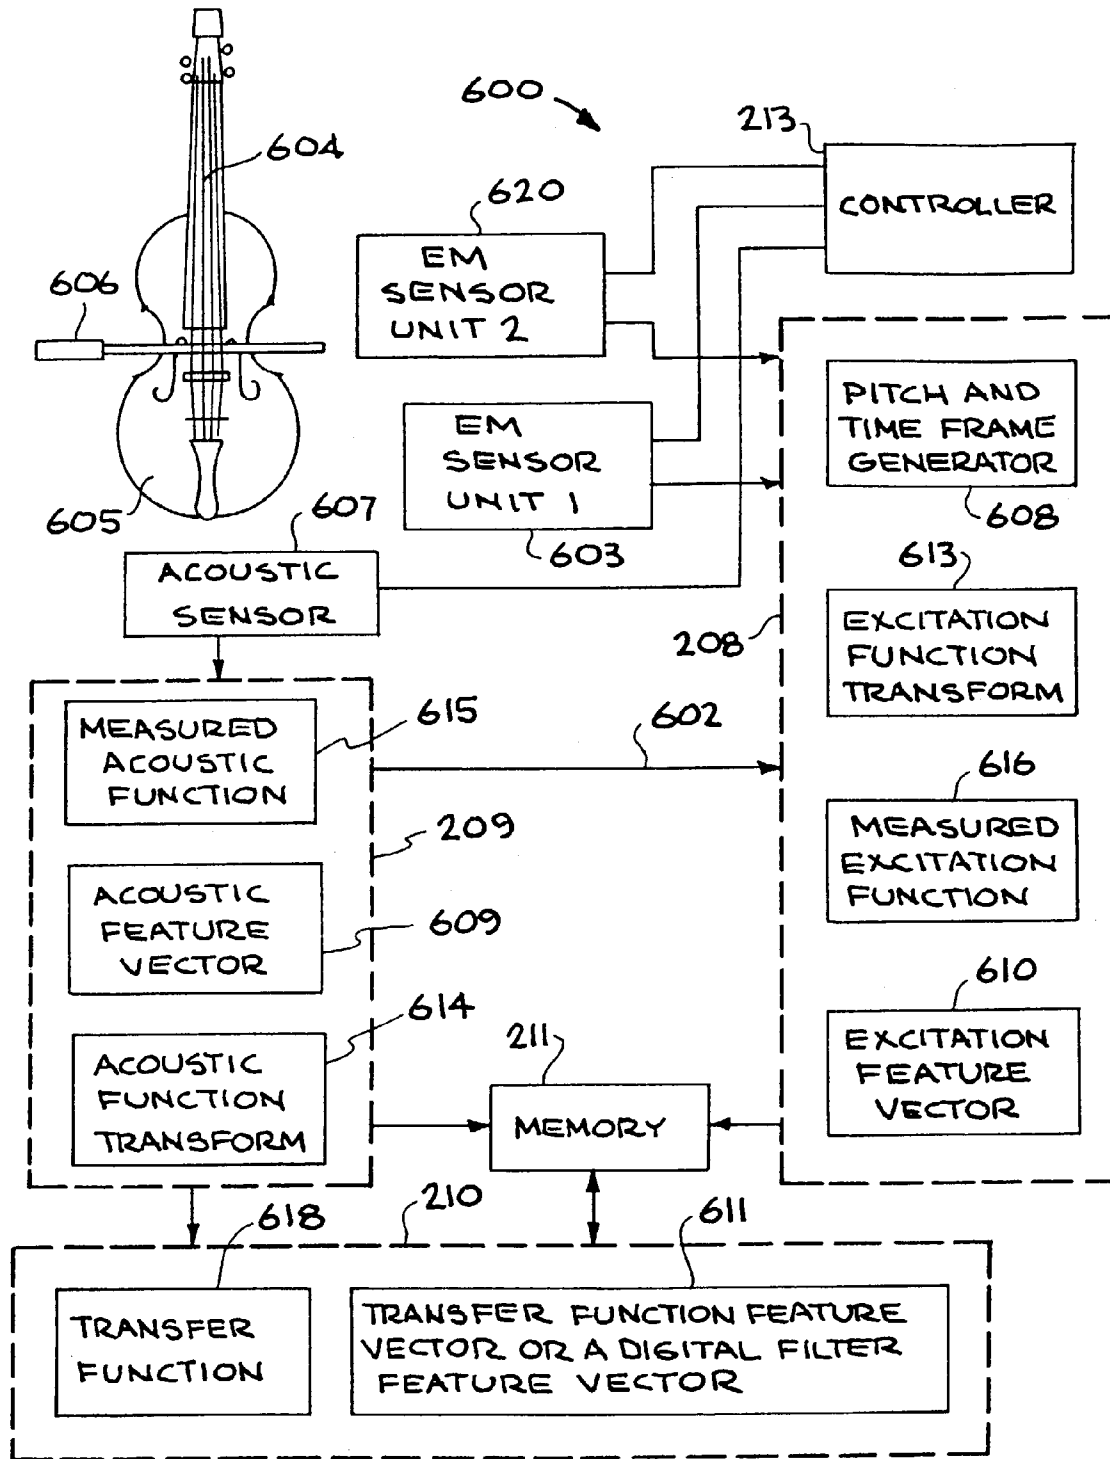 600
604
606
605
607
620
EM
SENSOR
UNIT 2
EM
SENSOR
UNIT 1
603
213
CONTROLLER
ACOUSTIC
SENSOR
PITCH AND
TIME FRAME
GENERATOR
608
613
EXCITATION
FUNCTION
TRANSFORM
208
602
616
MEASURED
EXCITATION
FUNCTION
610
EXCITATION
FEATURE
VECTOR
MEASURED
ACOUSTIC
FUNCTION
615
209
ACOUSTIC
FEATURE
VECTOR
609
614
ACOUSTIC
FUNCTION
TRANSFORM
211
MEMORY
210
618
TRANSFER
FUNCTION
611
TRANSFER FUNCTION FEATURE
VECTOR OR A DIGITAL FILTER
FEATURE VECTOR